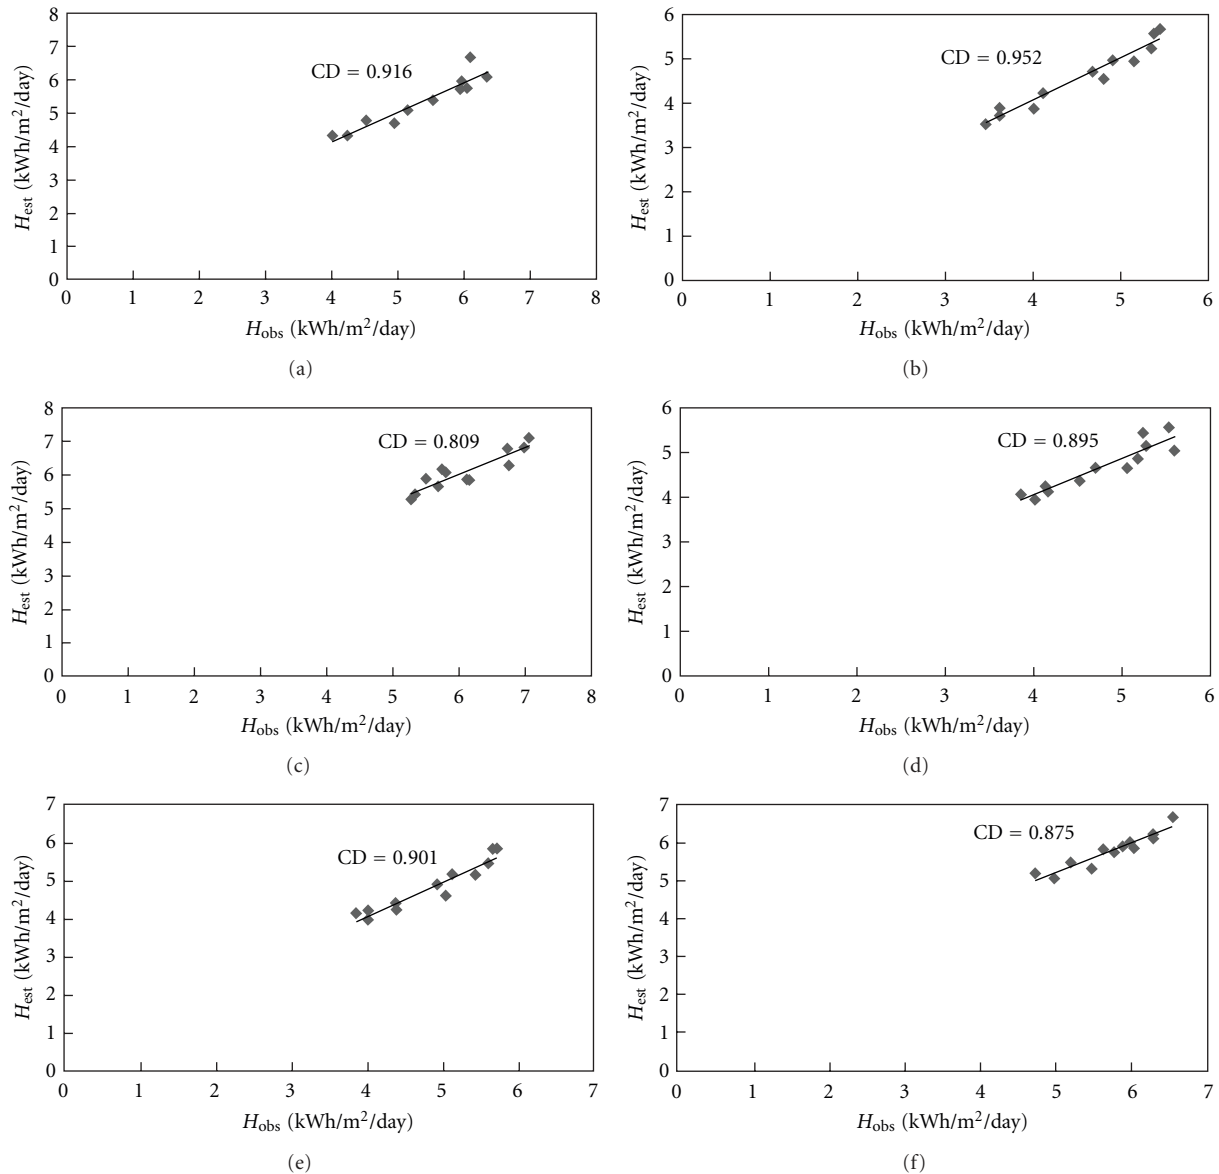 8
7
6
5
4
3
2
1
0
H_est (kWh/m²/day)
CD = 0.916
0 1 2 3 4 5 6 7 8
H_obs (kWh/m²/day)
(a)
6
5
4
3
2
1
0
H_est (kWh/m²/day)
CD = 0.952
0 1 2 3 4 5 6
H_obs (kWh/m²/day)
(b)
8
7
6
5
4
3
2
1
0
H_est (kWh/m²/day)
CD = 0.809
0 1 2 3 4 5 6 7 8
H_obs (kWh/m²/day)
(c)
6
5
4
3
2
1
0
H_est (kWh/m²/day)
CD = 0.895
0 1 2 3 4 5 6
H_obs (kWh/m²/day)
(d)
7
6
5
4
3
2
1
0
H_est (kWh/m²/day)
CD = 0.901
0 1 2 3 4 5 6 7
H_obs (kWh/m²/day)
(e)
7
6
5
4
3
2
1
0
H_est (kWh/m²/day)
CD = 0.875
0 1 2 3 4 5 6 7
H_obs (kWh/m²/day)
(f)